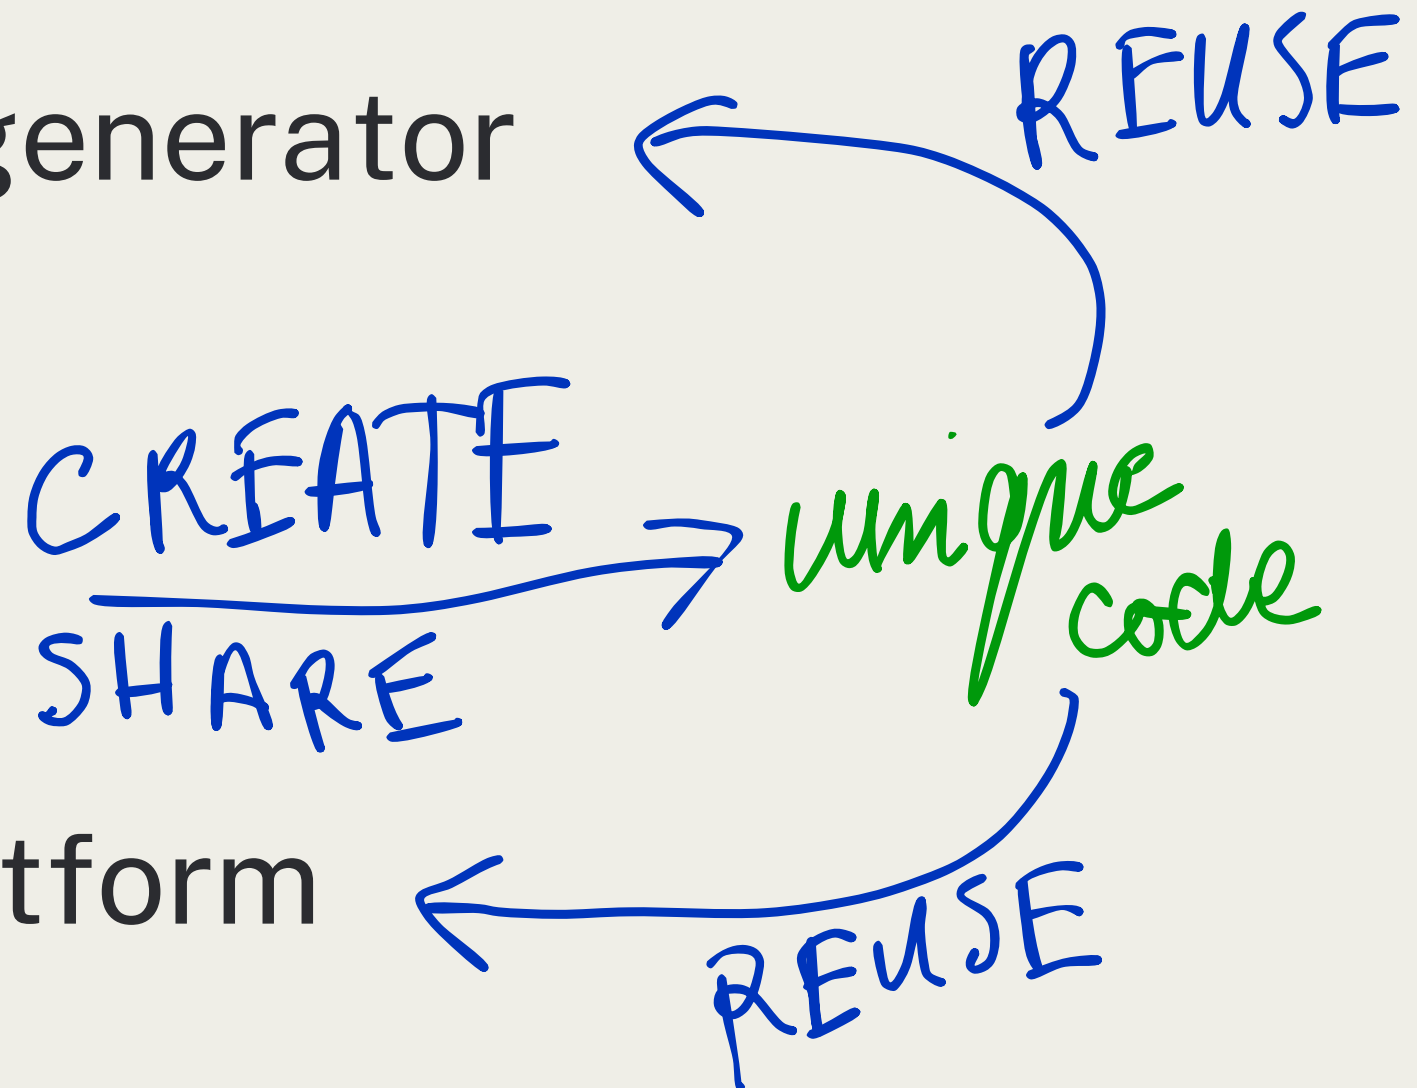 REUSE
generator
CREATE
unique
code
SHARE
tform
REUSE